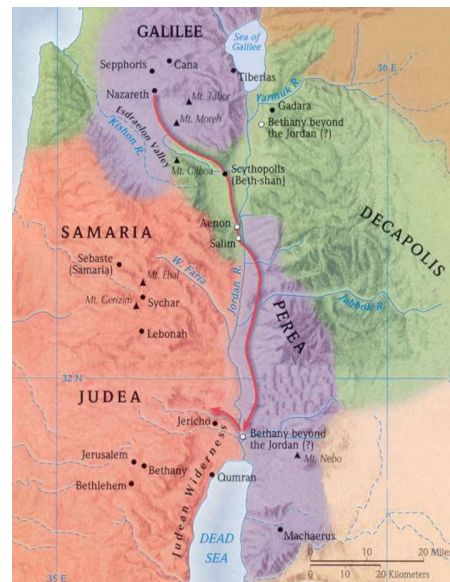 GALILEE
Sea of
Galilee
36 E
Sepphoris
Cana
Tiberias
Nazareth
Mt. Tabor
Yarmuk R.
Gadara
Mt. Moreh
Bethany beyond
the Jordan (?)
Esdraelon Valley
Kishon R.
Mt. Gilboa
Scythopolis
(Beth-shan)
DECAPOLIS
Aenon
Salim
SAMARIA
Sebaste
(Samaria)
Mt. Ebal
W. Faria
Jordan R.
Mt. Gerizim
Sychar
Jabbok R.
PEREA
Lebonah
32 N
JUDEA
Jericho
Bethany beyond
the Jordan (?)
Jerusalem
Bethany
Mt. Nebo
Bethlehem
Judean Wilderness
Qumran
DEAD
SEA
Machaerus
0 10 20 Miles
0 10 20 Kilometers
35 E